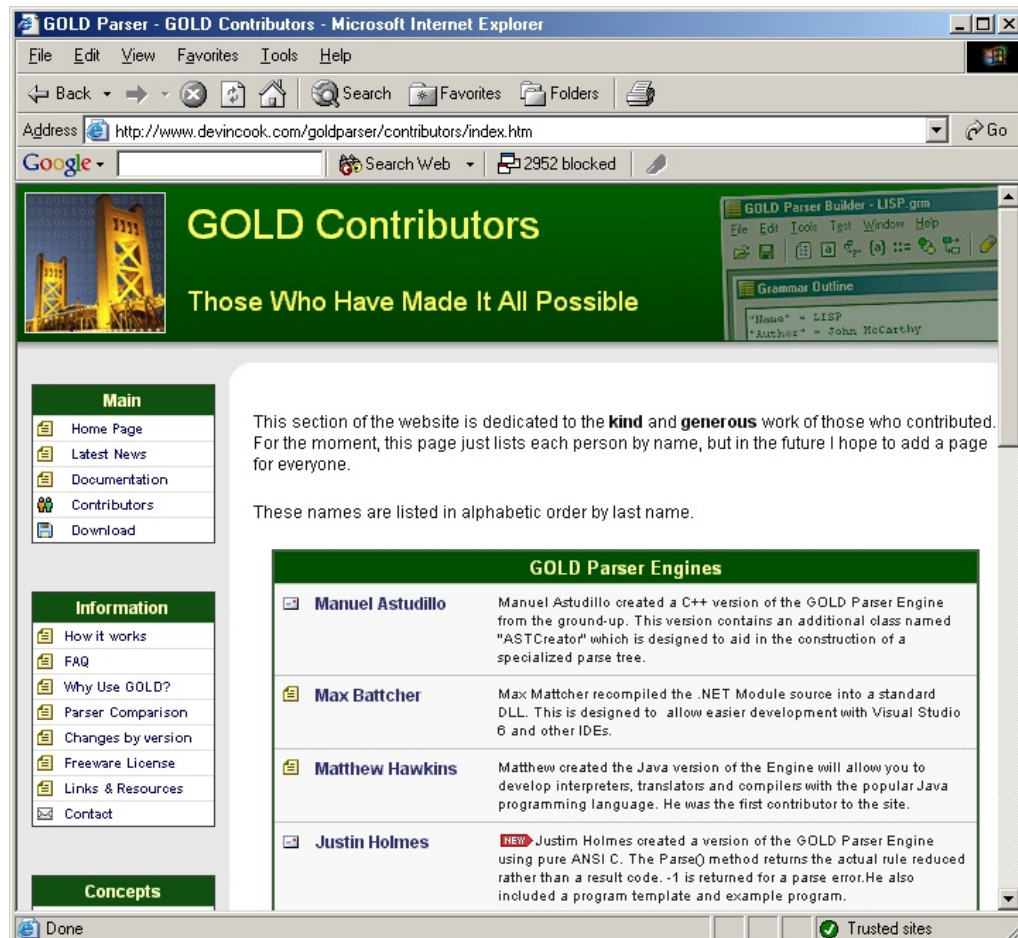 GOLD Parser - GOLD Contributors - Microsoft Internet Explorer
File Edit View Favorites Tools Help
Back Search Favorites Folders
Address http://www.devincook.com/goldparser/contributors/index.htm Go
Google Search Web 2952 blocked
GOLD Contributors
Those Who Have Made It All Possible
GOLD Parser Builder - LISP.grm
File Edit Tools Test Window Help
Grammar Outline
"Name" = LISP
"Author" = John McCarthy
Main
Home Page
Latest News
Documentation
Contributors
Download
Information
How it works
FAQ
Why Use GOLD?
Parser Comparison
Changes by version
Freeware License
Links & Resources
Contact
Concepts
This section of the website is dedicated to the kind and generous work of those who contributed.
For the moment, this page just lists each person by name, but in the future I hope to add a page
for everyone.
These names are listed in alphabetic order by last name.
GOLD Parser Engines
Manuel Astudillo
Manuel Astudillo created a C++ version of the GOLD Parser Engine
from the ground-up. This version contains an additional class named
"ASTCreator" which is designed to aid in the construction of a
specialized parse tree.
Max Battcher
Max Mattcher recompiled the .NET Module source into a standard
DLL. This is designed to allow easier development with Visual Studio
6 and other IDEs.
Matthew Hawkins
Matthew created the Java version of the Engine will allow you to
develop interpreters, translators and compilers with the popular Java
programming language. He was the first contributor to the site.
Justin Holmes
NEW Justim Holmes created a version of the GOLD Parser Engine
using pure ANSI C. The Parse() method returns the actual rule reduced
rather than a result code. -1 is returned for a parse error.He also
included a program template and example program.
Done Trusted sites